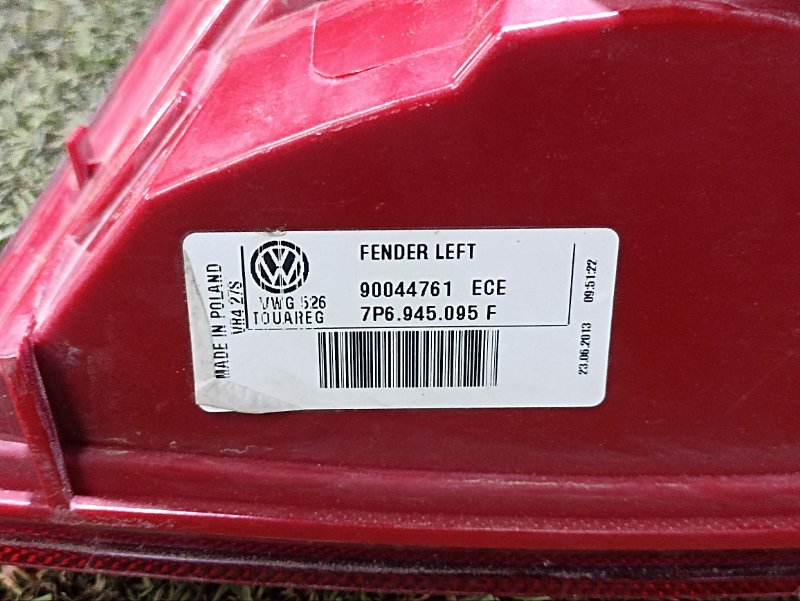 FENDER LEFT
90044761 ECE
7P6.945.095 F
VWG 526
TOUAREG
MADE IN POLAND
VH4 27S
23.06.2013 09:51:22